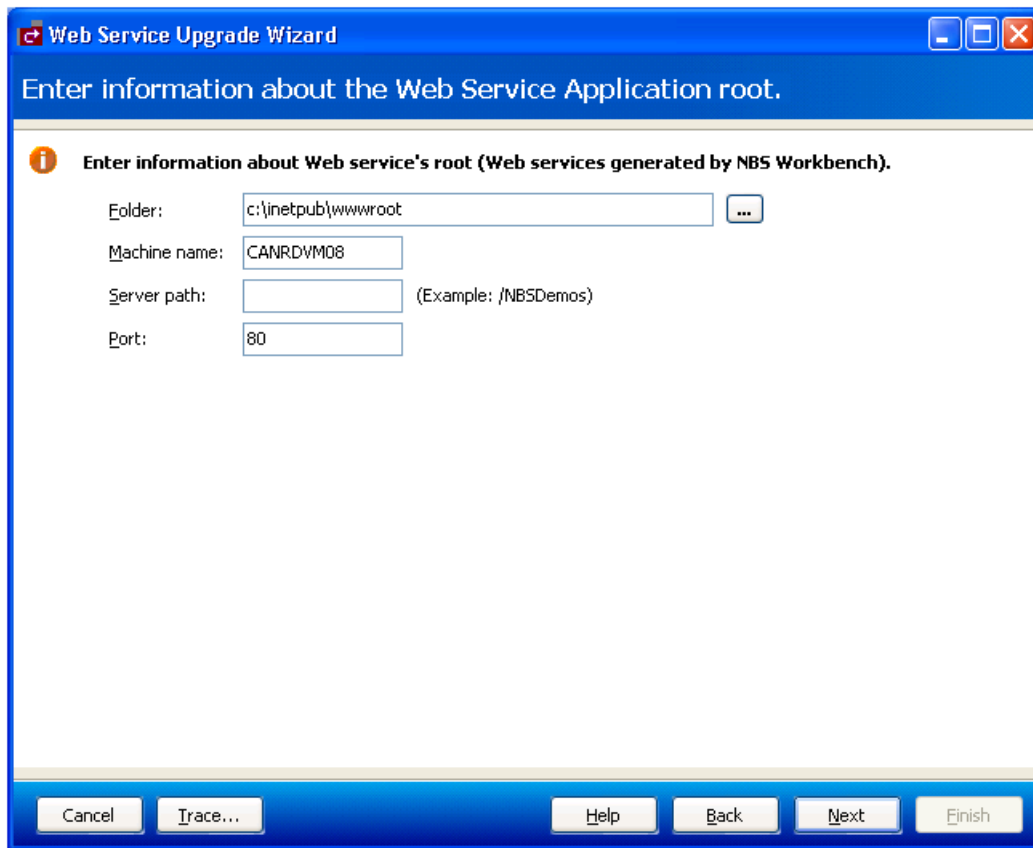 Web Service Upgrade Wizard
Enter information about the Web Service Application root.
Enter information about Web service's root (Web services generated by NBS Workbench).
Folder: c:\inetpub\wwwroot ...
Machine name: CANRDVM08
Server path: (Example: /NBSDemos)
Port: 80
Cancel Trace... Help Back Next Finish